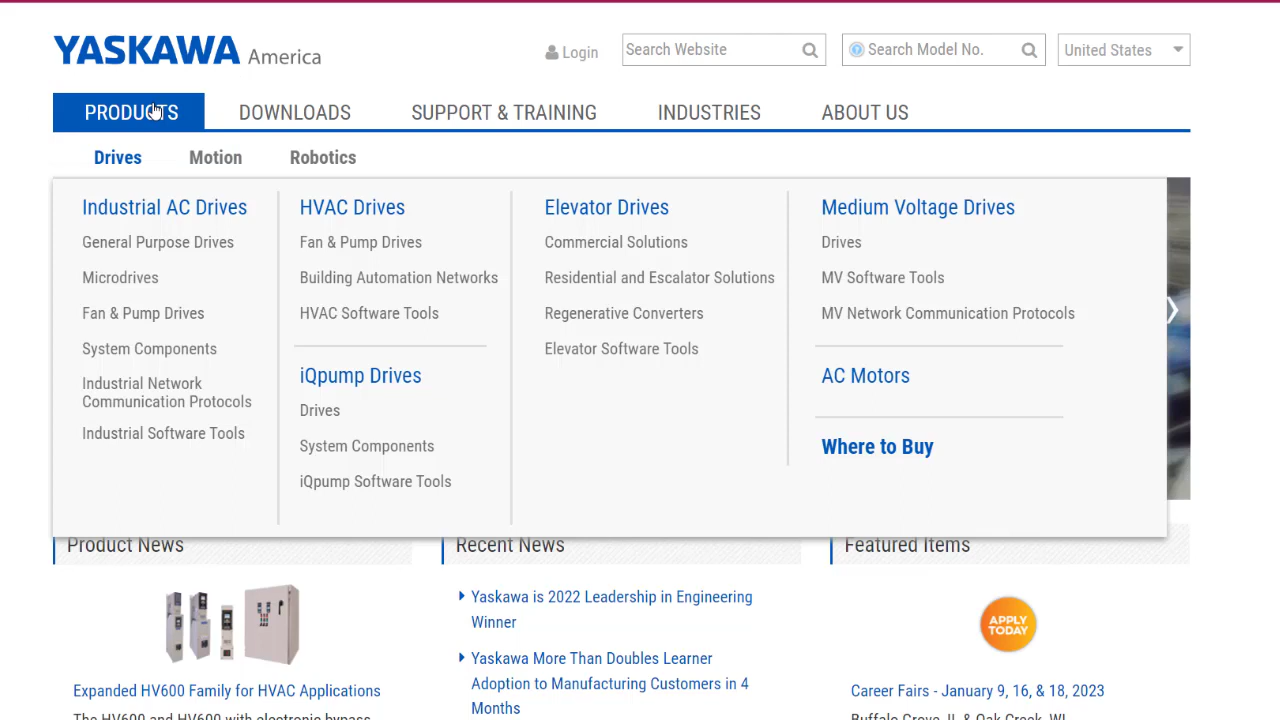 YASKAWA America
Login
Search Website
Search Model No.
United States
PRODUCTS
DOWNLOADS
SUPPORT & TRAINING
INDUSTRIES
ABOUT US
Drives
Motion
Robotics
Industrial AC Drives
General Purpose Drives
Microdrives
Fan & Pump Drives
System Components
Industrial Network
Communication Protocols
Industrial Software Tools
HVAC Drives
Fan & Pump Drives
Building Automation Networks
HVAC Software Tools
iQpump Drives
Drives
System Components
iQpump Software Tools
Elevator Drives
Commercial Solutions
Residential and Escalator Solutions
Regenerative Converters
Elevator Software Tools
Medium Voltage Drives
Drives
MV Software Tools
MV Network Communication Protocols
AC Motors
Where to Buy
Product News
Expanded HV600 Family for HVAC Applications
The HV600 and HV600 with electronic bypass
Recent News
Yaskawa is 2022 Leadership in Engineering
Winner
Yaskawa More Than Doubles Learner
Adoption to Manufacturing Customers in 4
Months
Featured Items
APPLY
TODAY
Career Fairs - January 9, 16, & 18, 2023
Buffalo Grove, IL & Oak Creek, WI